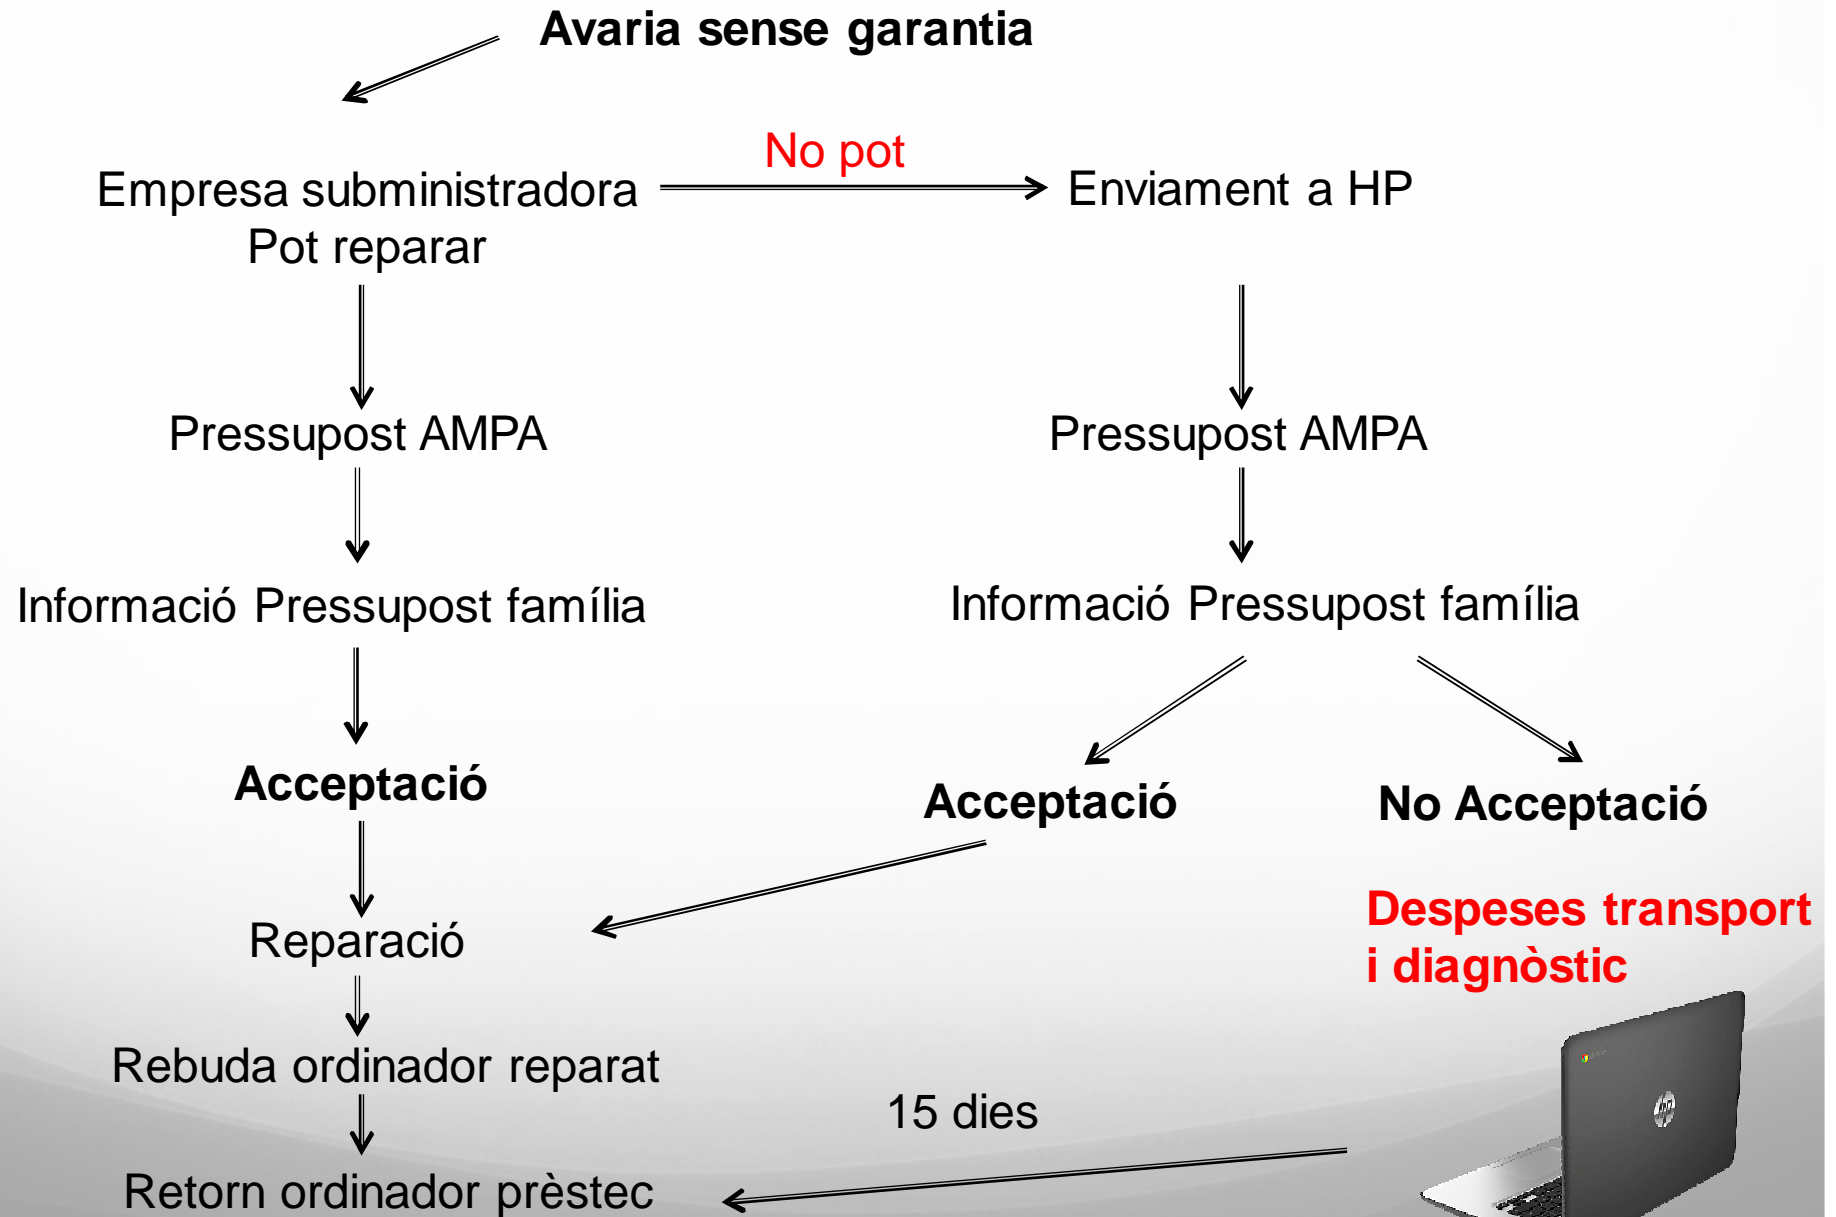 Avaria sense garantia
No pot
Empresa subministradora
Pot reparar
Enviament a HP
Pressupost AMPA
Pressupost AMPA
Informació Pressupost família
Informació Pressupost família
Acceptació
Acceptació
No Acceptació
Despeses transport
i diagnòstic
Reparació
Rebuda ordinador reparat
15 dies
Retorn ordinador prèstec
hp